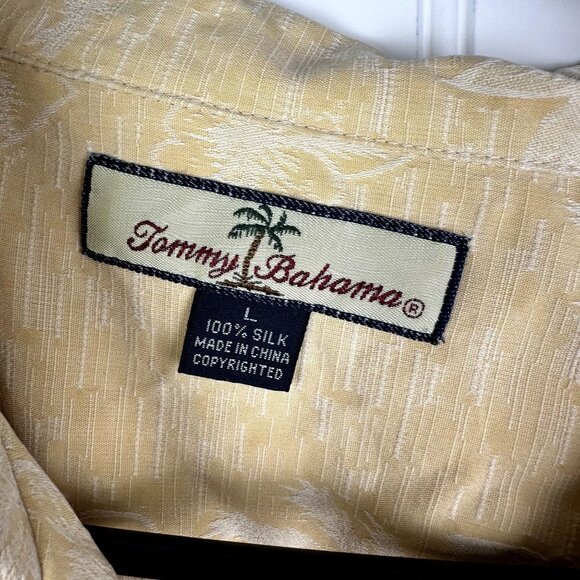 Tommy Bahama®
L
100% SILK
MADE IN CHINA
COPYRIGHTED